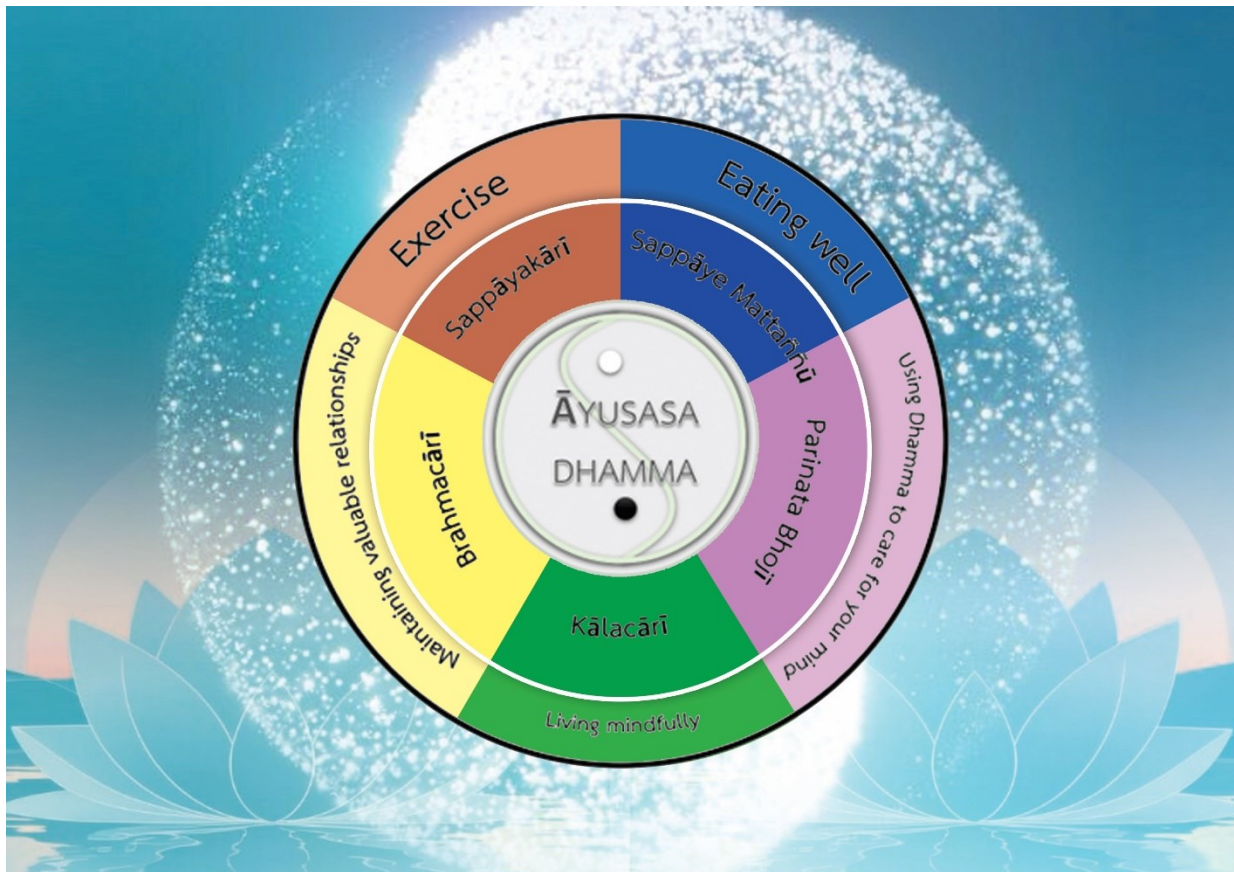 Exercise
Eating well
Sappāyakārī
Sappāye Mattaññū
Maintaining valuable relationships
Brahmacārī
ĀYUSASA
DHAMMA
Parinata Bhojī
Using Dhamma to care for your mind
Kālacārī
Living mindfully